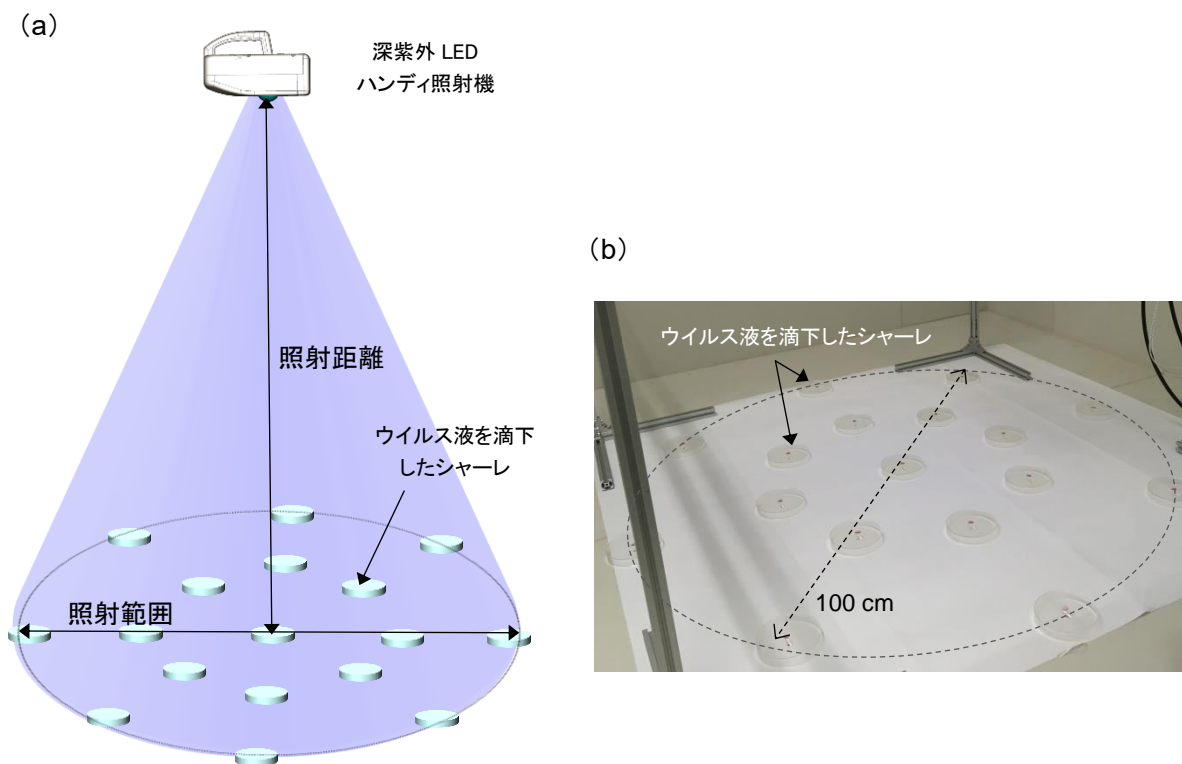 (a)
深紫外 LED
ハンディ照射機
照射距離
ウイルス液を滴下
したシャーレ
照射範囲
(b)
ウイルス液を滴下したシャーレ
100 cm